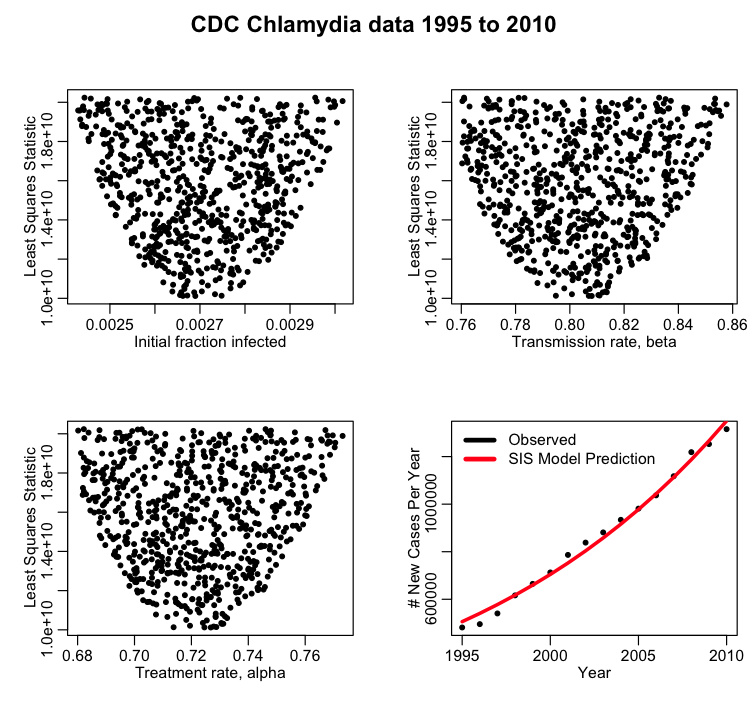 CDC Chlamydia data 1995 to 2010
Least Squares Statistic
1.0e+10 1.4e+10 1.8e+10
0.0025 0.0027 0.0029
Initial fraction infected
Least Squares Statistic
1.0e+10 1.4e+10 1.8e+10
0.76 0.78 0.80 0.82 0.84 0.86
Transmission rate, beta
Least Squares Statistic
1.0e+10 1.4e+10 1.8e+10
0.68 0.70 0.72 0.74 0.76
Treatment rate, alpha
# New Cases Per Year
600000 1000000
Observed
SIS Model Prediction
1995 2000 2005 2010
Year